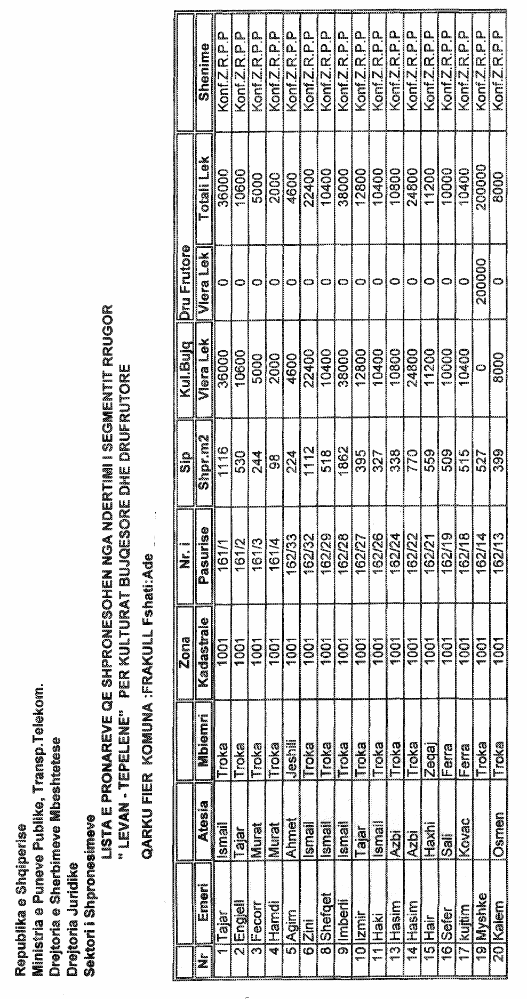 Republika e Shqiperise
Ministria e Puneve Publike, Transp.Telekom.
Drejtoria e Sherbimeve Mbeshtetese
Drejtoria Juridike
Sektori i Shpronesimeve
LISTA E PRONAREVE QE SHPRONESOHEN NGA NDERTIMI I SEGMENTIT RRUGOR
" LEVAN - TEPELENE" PER KULTURAT BUJQESORE DHE DRUFRUTORE
QARKU FIER KOMUNA :FRAKULL Fshati:Ade
Zona Nr. i Sip Kul.Bujq Dru Frutore
Nr Emeri Atesia Mbiemri Kadastrale Pasurise Shpr.m2 Vlera Lek Vlera Lek Totali Lek Shenime
1 Tajar Ismail Troka 1001 161/1 1116 36000 0 36000 Konf.Z.R.P.P
2 Engjell Tajar Troka 1001 161/2 530 10600 0 10600 Konf.Z.R.P.P
3 Fecorr Murat Troka 1001 161/3 244 5000 0 5000 Konf.Z.R.P.P
4 Hamdi Murat Troka 1001 161/4 98 2000 0 2000 Konf.Z.R.P.P
5 Agim Ahmet Jeshili 1001 162/33 224 4600 0 4600 Konf.Z.R.P.P
6 Zini Ismail Troka 1001 162/32 1112 22400 0 22400 Konf.Z.R.P.P
8 Shefqet Ismail Troka 1001 162/29 518 10400 0 10400 Konf.Z.R.P.P
9 Imberli Ismail Troka 1001 162/28 1862 38000 0 38000 Konf.Z.R.P.P
10 Izmir Tajar Troka 1001 162/27 395 12800 0 12800 Konf.Z.R.P.P
11 Haki Ismail Troka 1001 162/26 327 10400 0 10400 Konf.Z.R.P.P
13 Hasim Azbi Troka 1001 162/24 338 10800 0 10800 Konf.Z.R.P.P
14 Hasim Azbi Troka 1001 162/22 770 24800 0 24800 Konf.Z.R.P.P
15 Hair Haxhi Zeqaj 1001 162/21 559 11200 0 11200 Konf.Z.R.P.P
16 Sefer Sali Ferra 1001 162/19 509 10000 0 10000 Konf.Z.R.P.P
17 kujtim Kovac Ferra 1001 162/18 515 10400 0 10400 Konf.Z.R.P.P
19 Myshke Troka 1001 162/14 527 0 200000 200000 Konf.Z.R.P.P
20 Kalem Osmen Troka 1001 162/13 399 8000 0 8000 Konf.Z.R.P.P